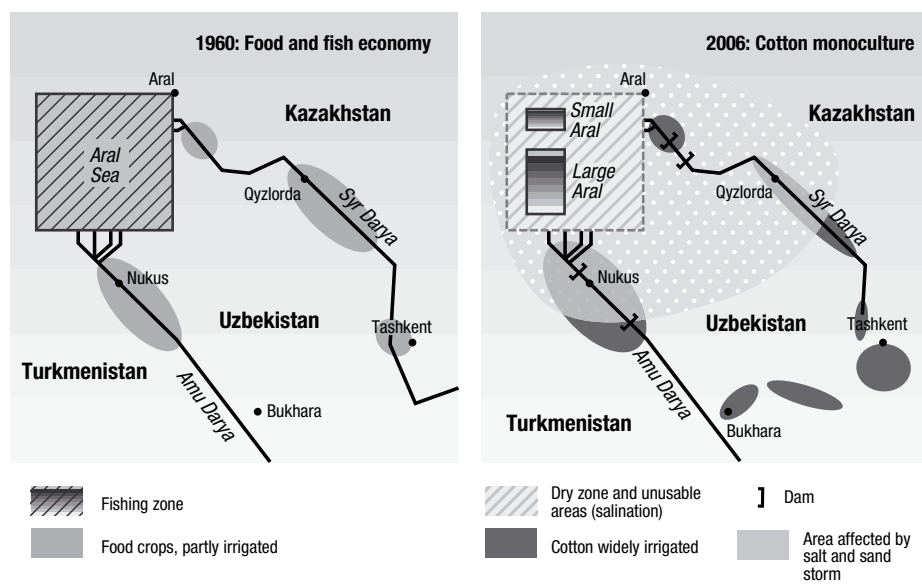 1960: Food and fish economy
Aral
Kazakhstan
Aral
Sea
Qyzlorda
Syr Darya
Nukus
Uzbekistan
Tashkent
Turkmenistan
Amu Darya
Bukhara
Fishing zone
Food crops, partly irrigated
2006: Cotton monoculture
Aral
Small
Aral
Kazakhstan
Large
Aral
Qyzlorda
Syr Darya
Nukus
Uzbekistan
Tashkent
Amu Darya
Turkmenistan
Bukhara
Dry zone and unusable
areas (salination)
Dam
Cotton widely irrigated
Area affected by
salt and sand
storm